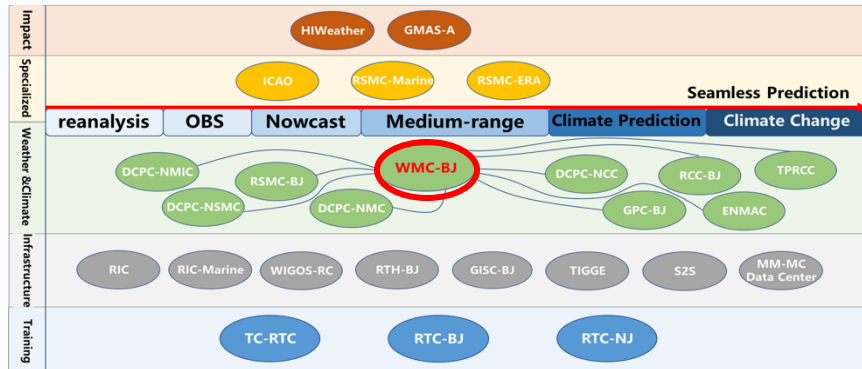 Impact
HIWeather
GMAS-A
Specialized
ICAO
RSMC-Marine
RSMC-ERA
Seamless Prediction
reanalysis
OBS
Nowcast
Medium-range
Climate Prediction
Climate Change
Weather &Climate
DCPC-NMIC
RSMC-BJ
WMC-BJ
DCPC-NCC
RCC-BJ
TPRCC
DCPC-NSMC
DCPC-NMC
GPC-BJ
ENMAC
Infrastructure
RIC
RIC-Marine
WIGOS-RC
RTH-BJ
GISC-BJ
TIGGE
S2S
MM-MC
Data Center
Training
TC-RTC
RTC-BJ
RTC-NJ